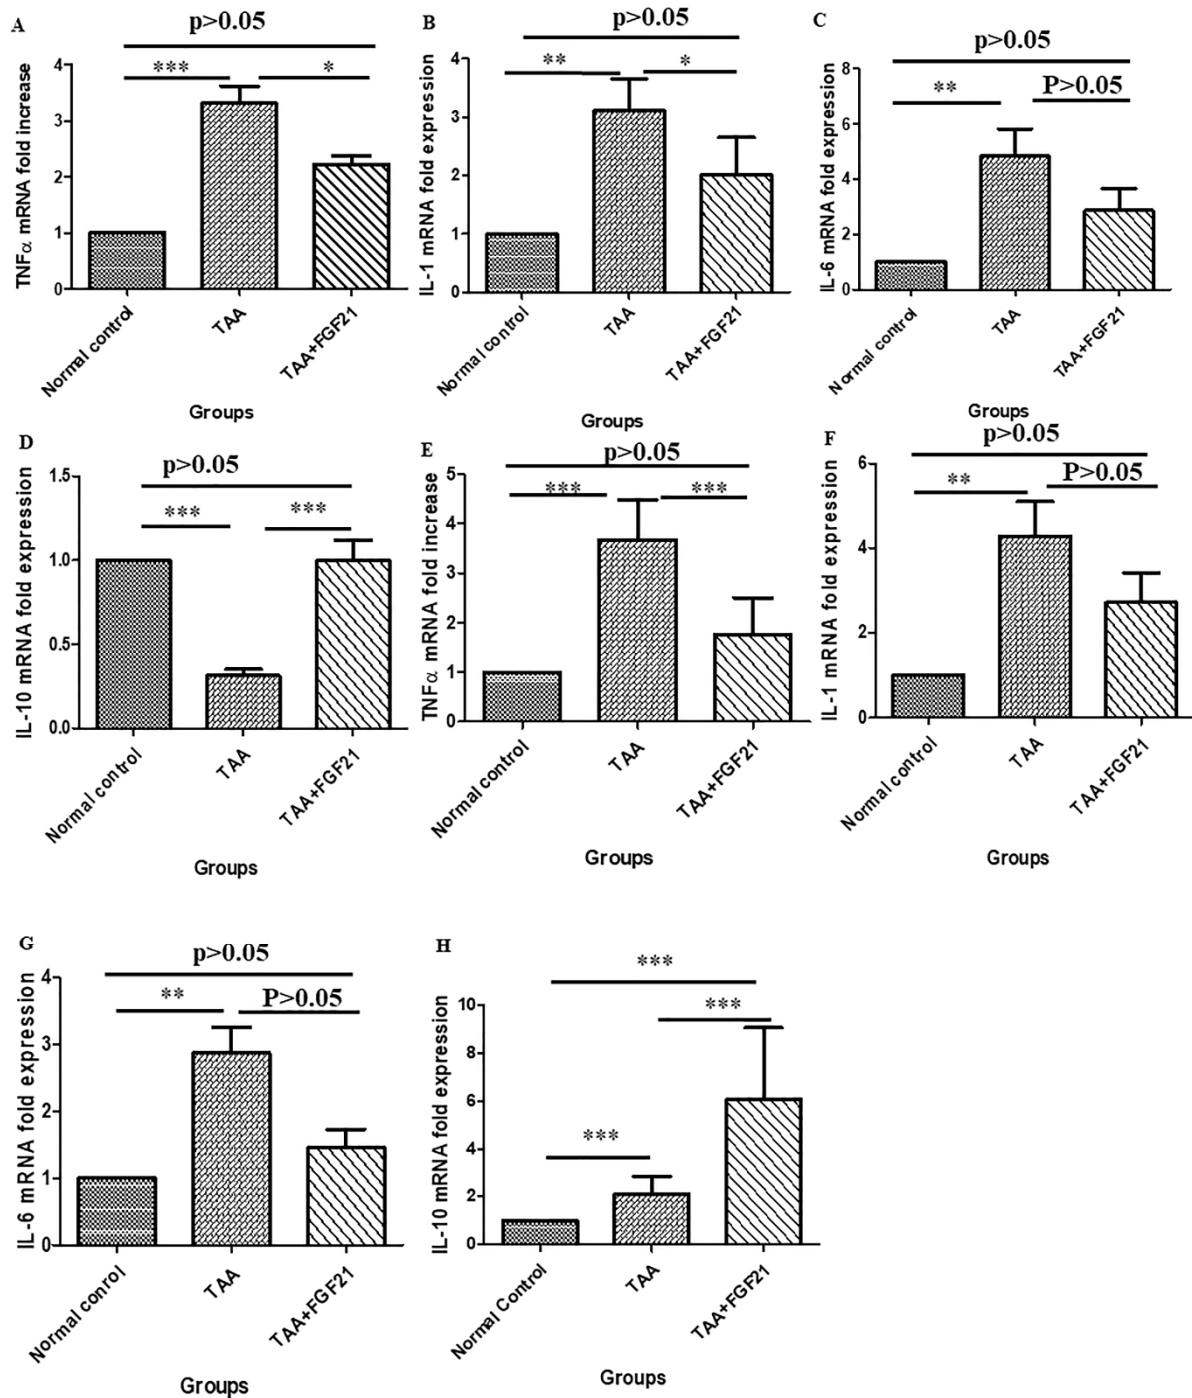 A
p>0.05
***
*
TNFα mRNA fold increase
4
3
2
1
0
Normal control
TAA
TAA+FGF21
Groups
B
p>0.05
**
*
IL-1 mRNA fold expression
4
3
2
1
0
Normal control
TAA
TAA+FGF21
Groups
C
p>0.05
**
P>0.05
IL-6 mRNA fold expression
8
6
4
2
0
Normal control
TAA
TAA+FGF21
Groups
D
p>0.05
***
***
IL-10 mRNA fold expression
1.5
1.0
0.5
0.0
Normal control
TAA
TAA+FGF21
Groups
E
p>0.05
***
***
TNFα mRNA fold increase
5
4
3
2
1
0
Normal control
TAA
TAA+FGF21
Groups
F
p>0.05
**
P>0.05
IL-1 mRNA fold expression
6
4
2
0
Normal control
TAA
TAA+FGF21
Groups
G
p>0.05
**
P>0.05
IL-6 mRNA fold expression
4
3
2
1
0
Normal conrol
TAA
TAA+FGF21
Groups
H
***
***
***
IL-10 mRNA fold expression
10
8
6
4
2
0
Normal Control
TAA
TAA+FGF21
Groups